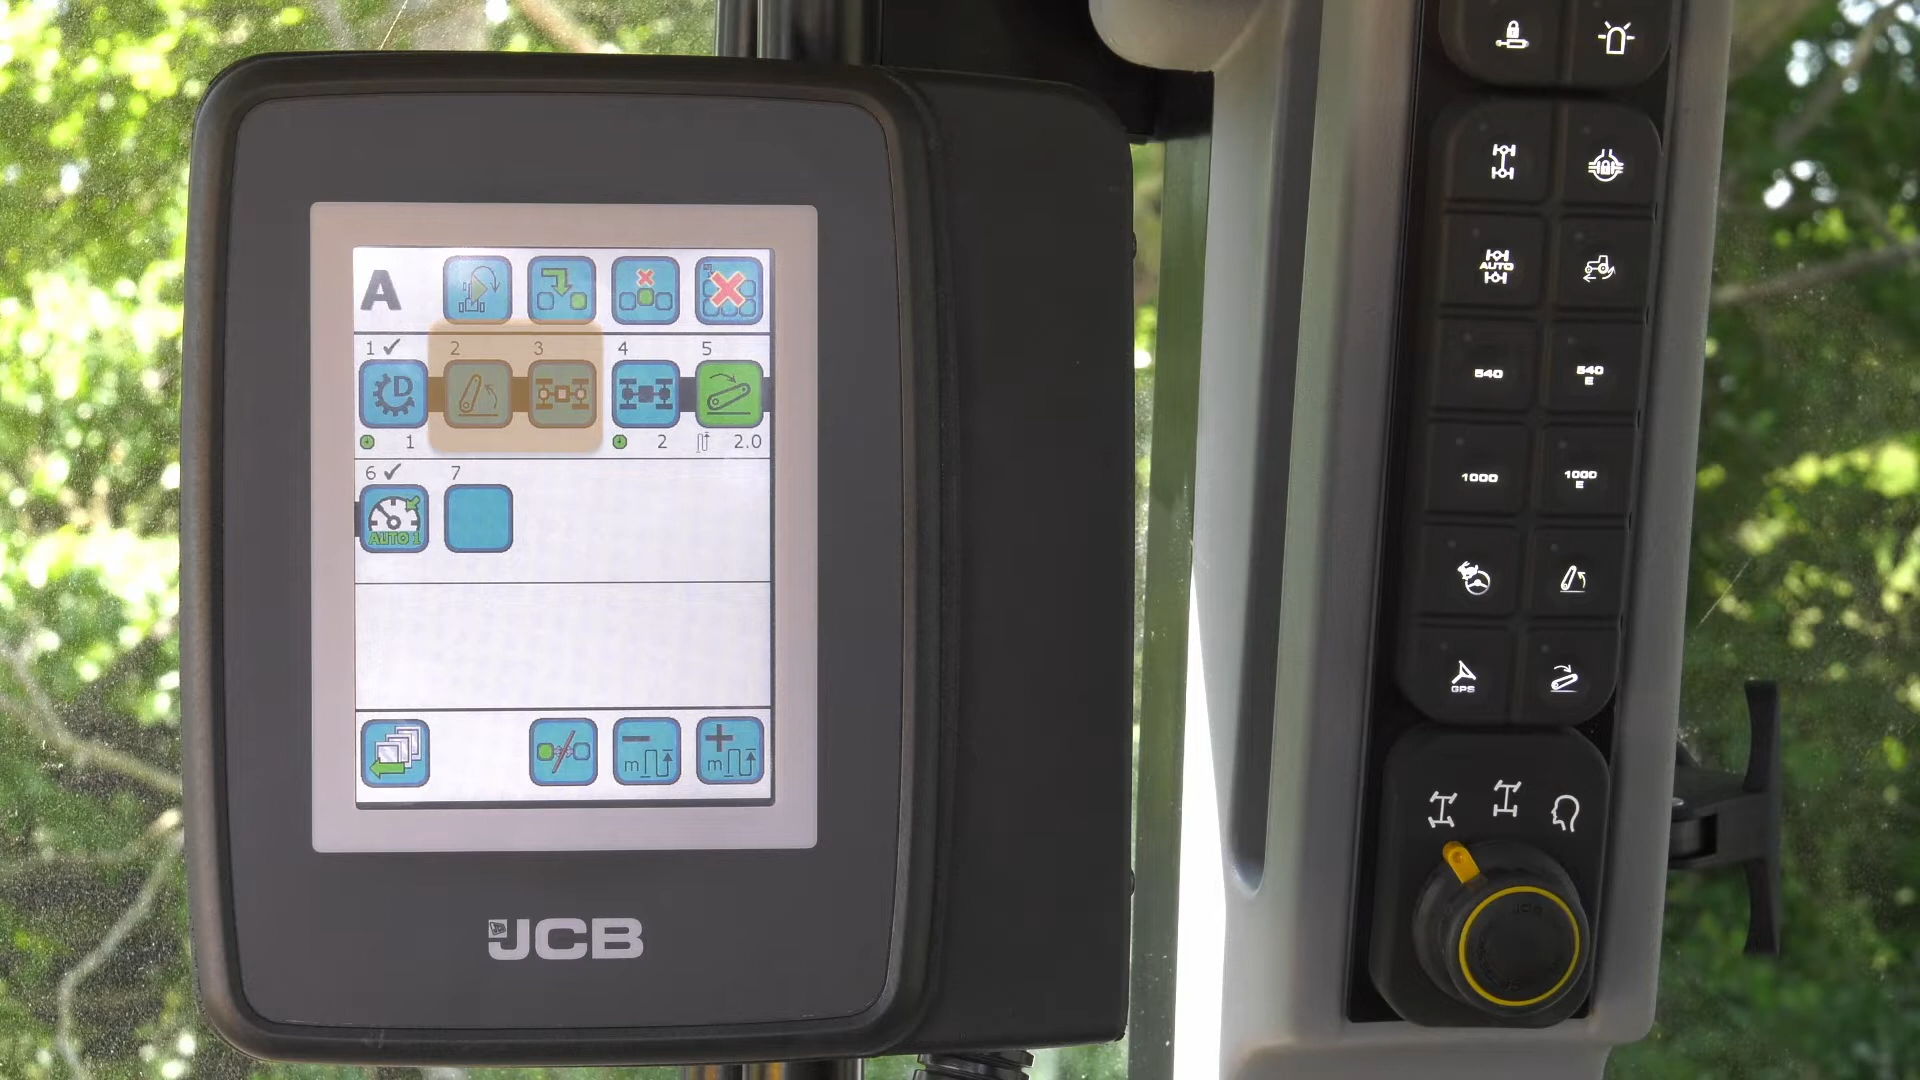 A
1 ✓ 2 3 4 5
D
1 2 2.0
6 ✓ 7
AUTO 1
m m
JCB
AUTO
540 540 E
1000 1000 E
GPS
JCB